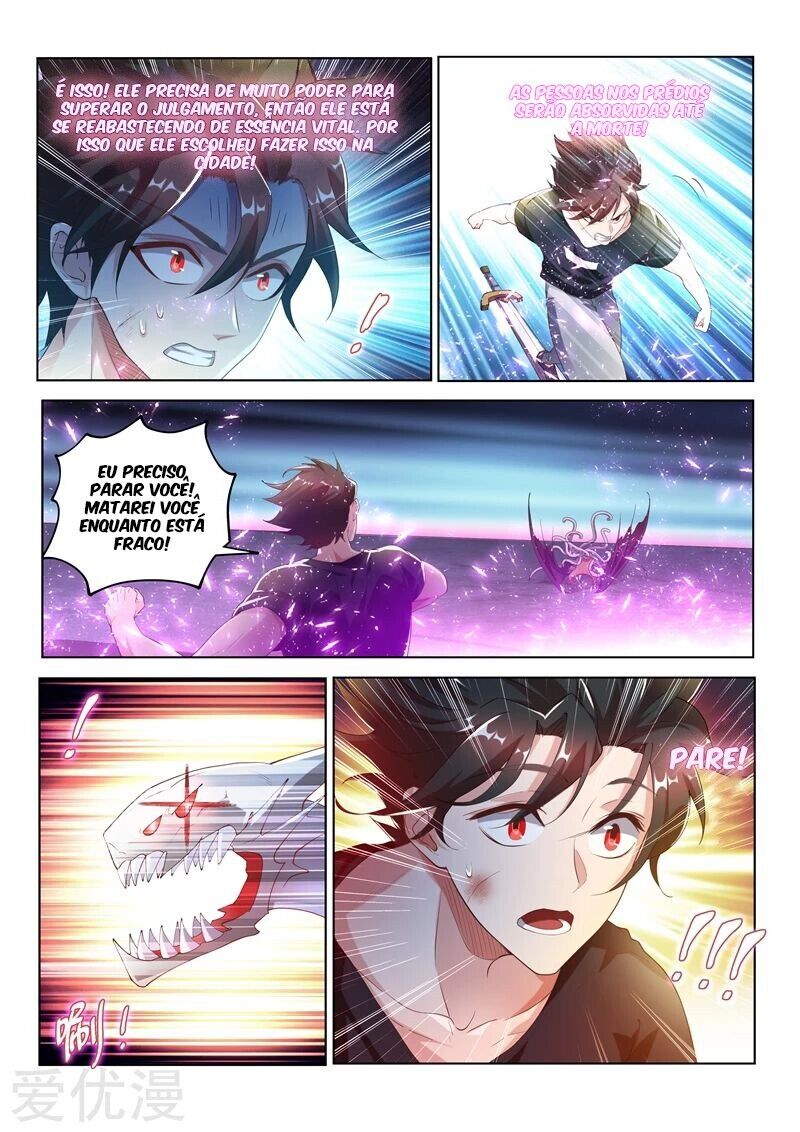 É ISSO! ELE PRECISA DE MUITO PODER PARA
SUPERAR O JULGAMENTO, ENTÃO ELE ESTÁ
SE REABASTECENDO DE ESSÊNCIA VITAL. POR
ISSO QUE ELE ESCOLHEU FAZER ISSO NA
CIDADE!
AS PESSOAS NOS PRÉDIOS
SERÃO ABSORVIDAS ATÉ
A MORTE!
!
EU PRECISO
PARAR VOCÊ!
MATAREI VOCÊ
ENQUANTO ESTÁ
FRACO!
!
PARE!
!!!
唰!
爱优漫